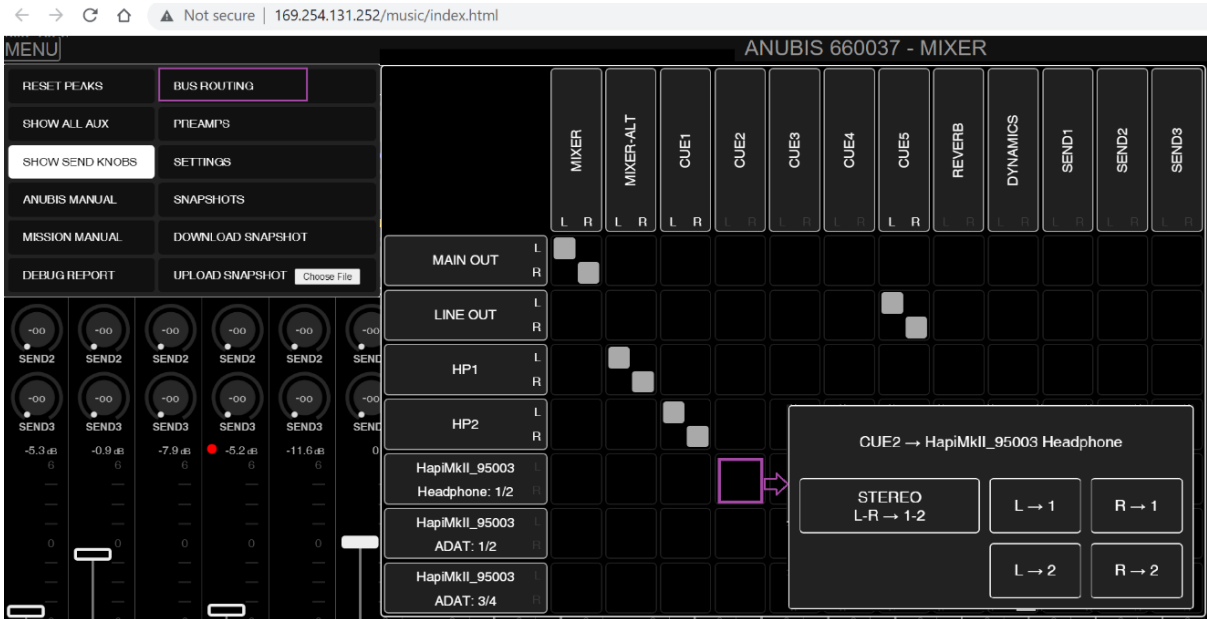 Not secure | 169.254.131.252/music/index.html
MENU
ANUBIS 660037 - MIXER
RESET PEAKS
BUS ROUTING
SHOW ALL AUX
PREAMPS
SHOW SEND KNOBS
SETTINGS
ANUBIS MANUAL
SNAPSHOTS
MISSION MANUAL
DOWNLOAD SNAPSHOT
DEBUG REPORT
UPLOAD SNAPSHOT Choose File
MIXER
MIXER-ALT
CUE1
CUE2
CUE3
CUE4
CUE5
REVERB
DYNAMICS
SEND1
SEND2
SEND3
L R L R L R L R L R L R L R L R L R L R L R L R
MAIN OUT L
R
LINE OUT L
R
HP1 L
R
HP2 L
R
HapiMkII_95003 L
Headphone: 1/2 R
HapiMkII_95003 L
ADAT: 1/2 R
HapiMkII_95003 L
ADAT: 3/4 R
-oo -oo -oo -oo -oo -oo
SEND2 SEND2 SEND2 SEND2 SEND2 SEND
-oo -oo -oo -oo -oo -oo
SEND3 SEND3 SEND3 SEND3 SEND3 SEND
-5.3 dB -0.9 dB -7.9 dB -5.2 dB -11.6 dB 0
6 6 6 6 6
0 0 0 0 0
CUE2 → HapiMkII_95003 Headphone
STEREO
L-R → 1-2
L → 1
R → 1
L → 2
R → 2